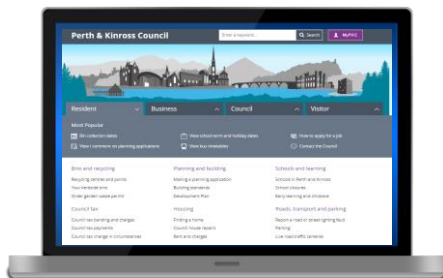 Perth & Kinross Council
Enter a keyword...
Search
MyPKC
Resident
Business
Council
Visitor
Most Popular
Bin collection dates
View school term and holiday dates
How to apply for a job
View / comment on planning applications
View bus timetables
Contact the Council
Bins and recycling
Planning and building
Schools and learning
Recycling centres and points
Making a planning application
Schools in Perth and Kinross
Your domestic bins
Building standards
School closures
Order garden waste permit
Development Plan
Early learning and childcare
Council tax
Housing
Roads, transport and parking
Council tax banding and charges
Finding a home
Report a road or street lighting fault
Council tax payments
Council house repairs
Parking
Council tax change in circumstances
Rent and charges
Live road traffic cameras